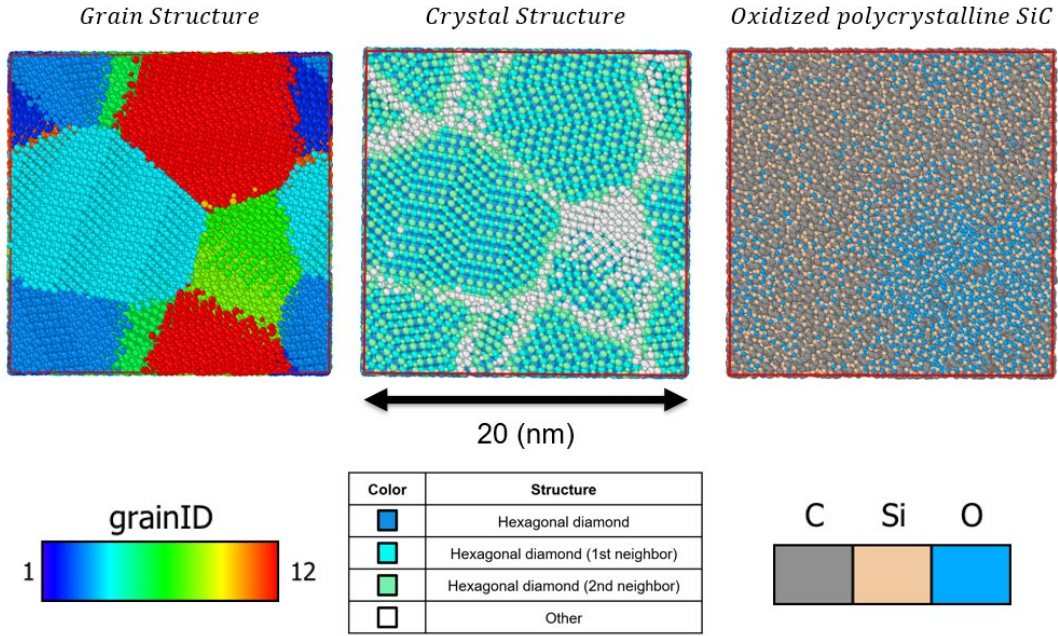 Grain Structure
Crystal Structure
Oxidized polycrystalline SiC
20 (nm)
grainID
1
12
Color Structure
Hexagonal diamond
Hexagonal diamond (1st neighbor)
Hexagonal diamond (2nd neighbor)
Other
C Si O